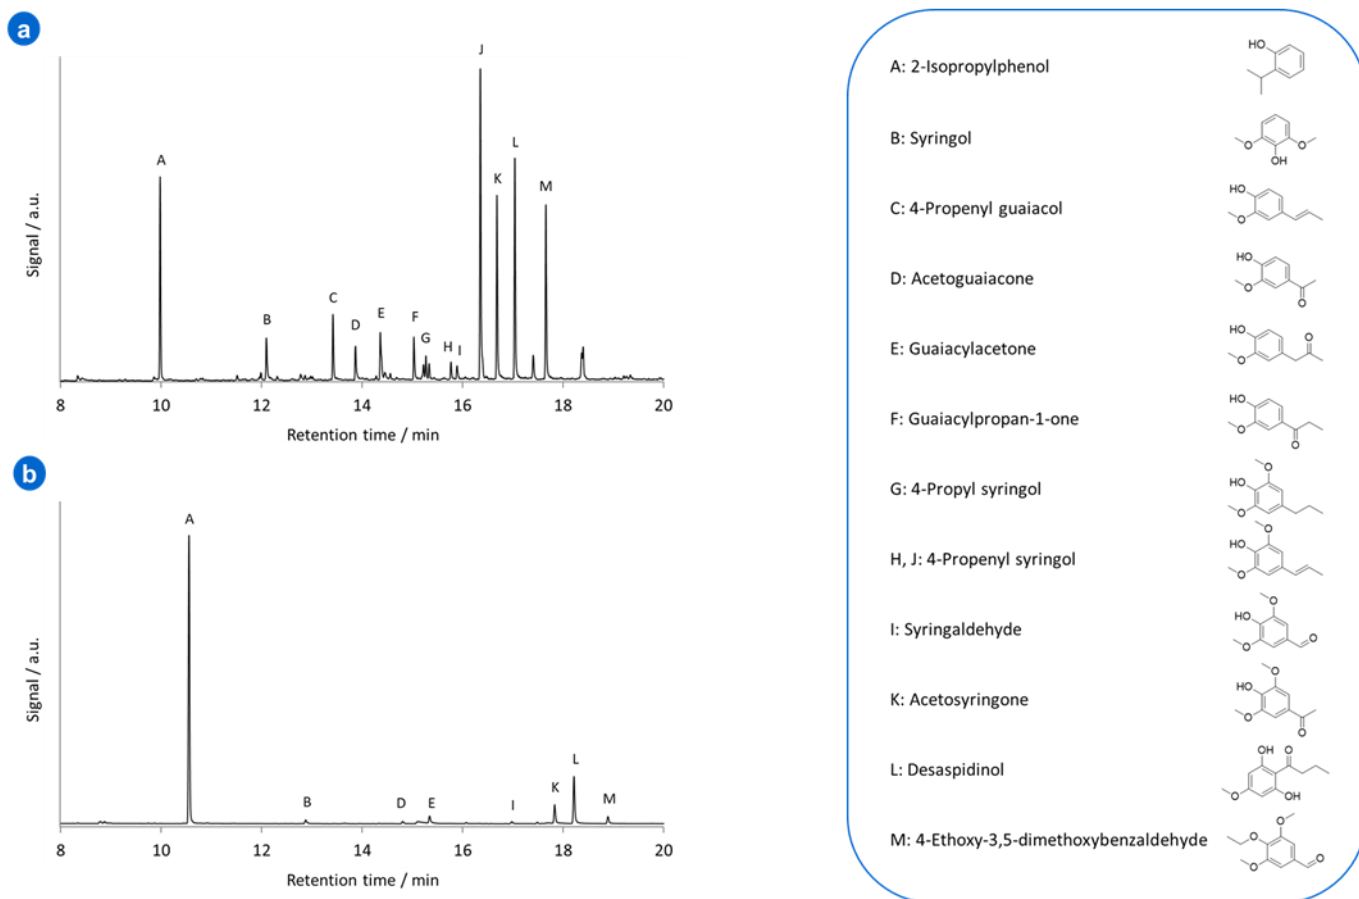 a
J
A
L
K
M
C
B
D
E
F
G
H
I
Signal / a.u.
8 10 12 14 16 18 20
Retention time / min
b
A
L
K
B
D
E
I
M
Signal / a.u.
8 10 12 14 16 18 20
Retention time / min
A: 2-Isopropylphenol
HO
B: Syringol
O
O
OH
C: 4-Propenyl guaiacol
HO
O
D: Acetoguaiacone
HO
O
O
E: Guaiacylacetone
HO
O
O
F: Guaiacylpropan-1-one
HO
O
O
G: 4-Propyl syringol
O
HO
O
H, J: 4-Propenyl syringol
O
HO
O
I: Syringaldehyde
O
HO
O
O
K: Acetosyringone
O
HO
O
O
L: Desaspidinol
OH
O
O
OH
M: 4-Ethoxy-3,5-dimethoxybenzaldehyde
O
O
O
O